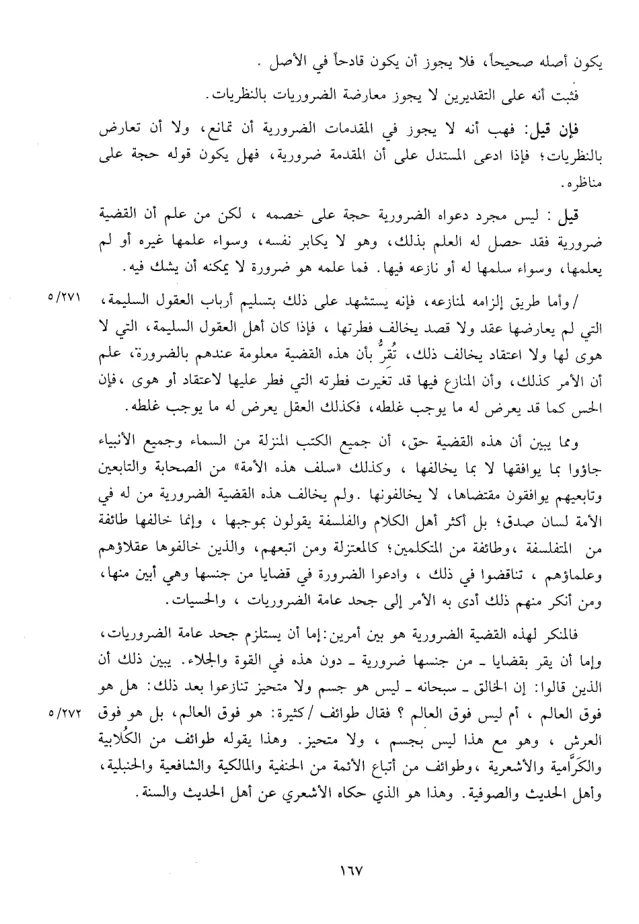 يكون أصله صحيحاً، فلا يجوز أن يكون قادحاً في الأصل .
فثبت أنه على التقديرين لا يجوز معارضة الضروريات بالنظريات.
فإن قيل: فهب أنه لا يجوز في المقدمات الضرورية أن تمانع، ولا أن تعارض
بالنظريات؛ فإذا ادعى المستدل على أن المقدمة ضرورية، فهل يكون قوله حجة على
مناظره.
قيل : ليس مجرد دعواه الضرورية حجة على خصمه ، لكن من علم أن القضية
ضرورية فقد حصل له العلم بذلك، وهو لا يكابر نفسه، وسواء علمها غيره أو لم
يعلمها، وسواء سلمها له أو نازعه فيها. فما علمه هو ضرورة لا يمكنه أن يشك فيه.
٥/٢٧١ / وأما طريق إلزامه لمنازعه، فإنه يستشهد على ذلك بتسليم أرباب العقول السليمة،
التي لم يعارضها عقد ولا قصد يخالف فطرتها ، فإذا كان أهل العقول السليمة، التي لا
هوى لها ولا اعتقاد يخالف ذلك، تُقِرُّ بأن هذه القضية معلومة عندهم بالضرورة، علم
أن الأمر كذلك، وأن المنازع فيها قد تغيرت فطرته التي فطر عليها لاعتقاد أو هوى ،فإن
الحس كما قد يعرض له ما يوجب غلطه، فكذلك العقل يعرض له ما يوجب غلطه.
ومما يبين أن هذه القضية حق، أن جميع الكتب المنزلة من السماء وجميع الأنبياء
جاؤوا بما يوافقها لا بما يخالفها ، وكذلك «سلف هذه الأمة» من الصحابة والتابعين
وتابعيهم يوافقون مقتضاها، لا يخالفونها .ولم يخالف هذه القضية الضرورية من له في
الأمة لسان صدق؛ بل أكثر أهل الكلام والفلسفة يقولون بموجبها ، وإنما خالفها طائفة
من المتفلسفة ،وطائفة من المتكلمين؛ كالمعتزلة ومن اتبعهم، والذين خالفوها عقلاؤهم
وعلماؤهم ، تناقضوا في ذلك ، وادعوا الضرورة في قضايا من جنسها وهي أبين منها،
ومن أنكر منهم ذلك أدى به الأمر إلى جحد عامة الضروريات ، والحسيات.
فالمنكر لهذه القضية الضرورية هو بين أمرين:إما أن يستلزم جحد عامة الضروريات،
وإما أن يقر بقضايا ـ من جنسها ضرورية ـ دون هذه في القوة والجلاء. يبين ذلك أن
الذين قالوا: إن الخالق ـ سبحانه ـ ليس هو جسم ولا متحيز تنازعوا بعد ذلك: هل هو
٥/٢٧٢ فوق العالم ، أم ليس فوق العالم ؟ فقال طوائف / كثيرة: هو فوق العالم، بل هو فوق
العرش ، وهو مع هذا ليس بجسم ، ولا متحيز. وهذا يقوله طوائف من الكُلابية
والكَرَّامية والأشعرية ،وطوائف من أتباع الأئمة من الحنفية والمالكية والشافعية والحنبلية،
وأهل الحديث والصوفية. وهذا هو الذي حكاه الأشعري عن أهل الحديث والسنة.
١٦٧